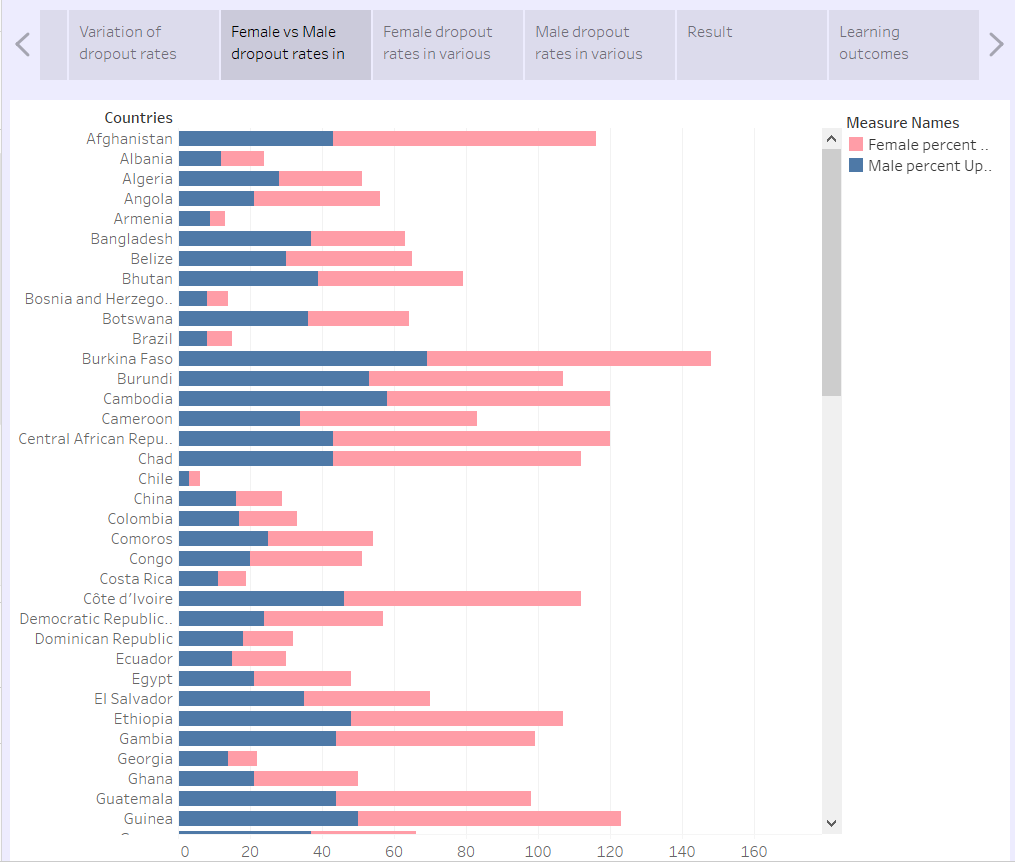 Variation of
dropout rates
Female vs Male
dropout rates in
Female dropout
rates in various
Male dropout
rates in various
Result
Learning
outcomes
Countries
Afghanistan
Albania
Algeria
Angola
Armenia
Bangladesh
Belize
Bhutan
Bosnia and Herzego..
Botswana
Brazil
Burkina Faso
Burundi
Cambodia
Cameroon
Central African Repu..
Chad
Chile
China
Colombia
Comoros
Congo
Costa Rica
Côte d’Ivoire
Democratic Republic..
Dominican Republic
Ecuador
Egypt
El Salvador
Ethiopia
Gambia
Georgia
Ghana
Guatemala
Guinea
0 20 40 60 80 100 120 140 160
Measure Names
Female percent ..
Male percent Up..